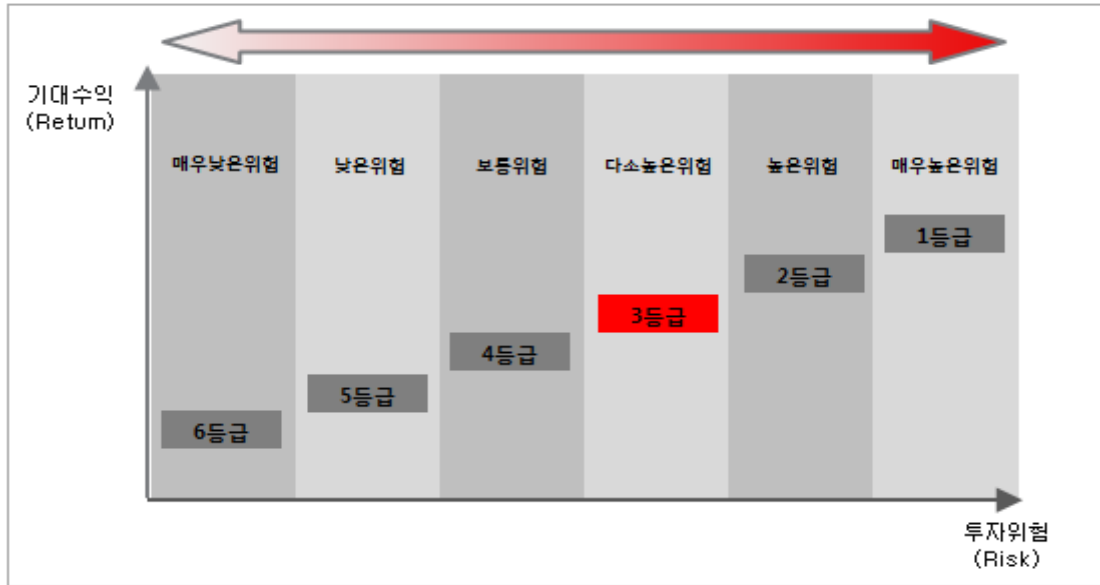 기대수익
(Return)
매우낮은위험
낮은위험
보통위험
다소높은위험
높은위험
매우높은위험
1등급
2등급
3등급
4등급
5등급
6등급
투자위험
(Risk)